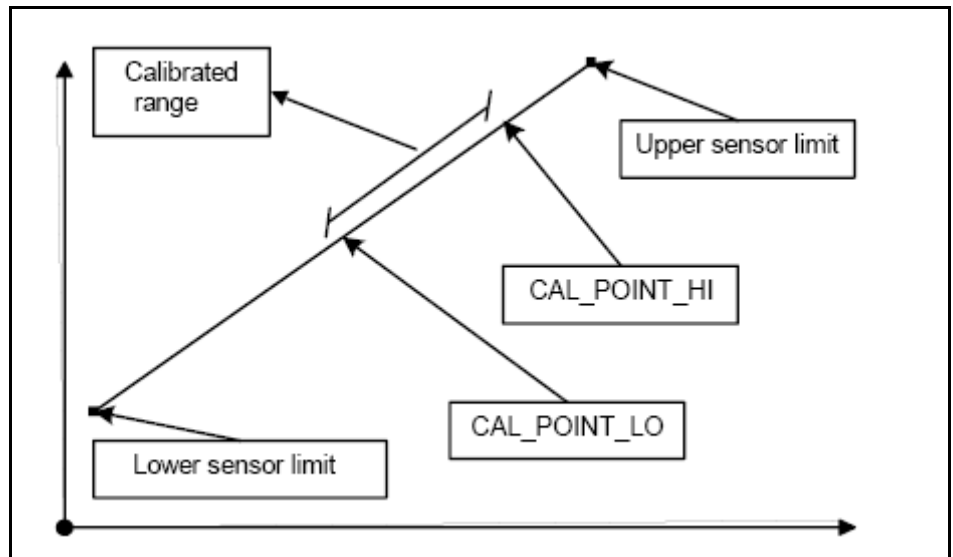 Calibrated
range
Upper sensor limit
CAL_POINT_HI
CAL_POINT_LO
Lower sensor limit